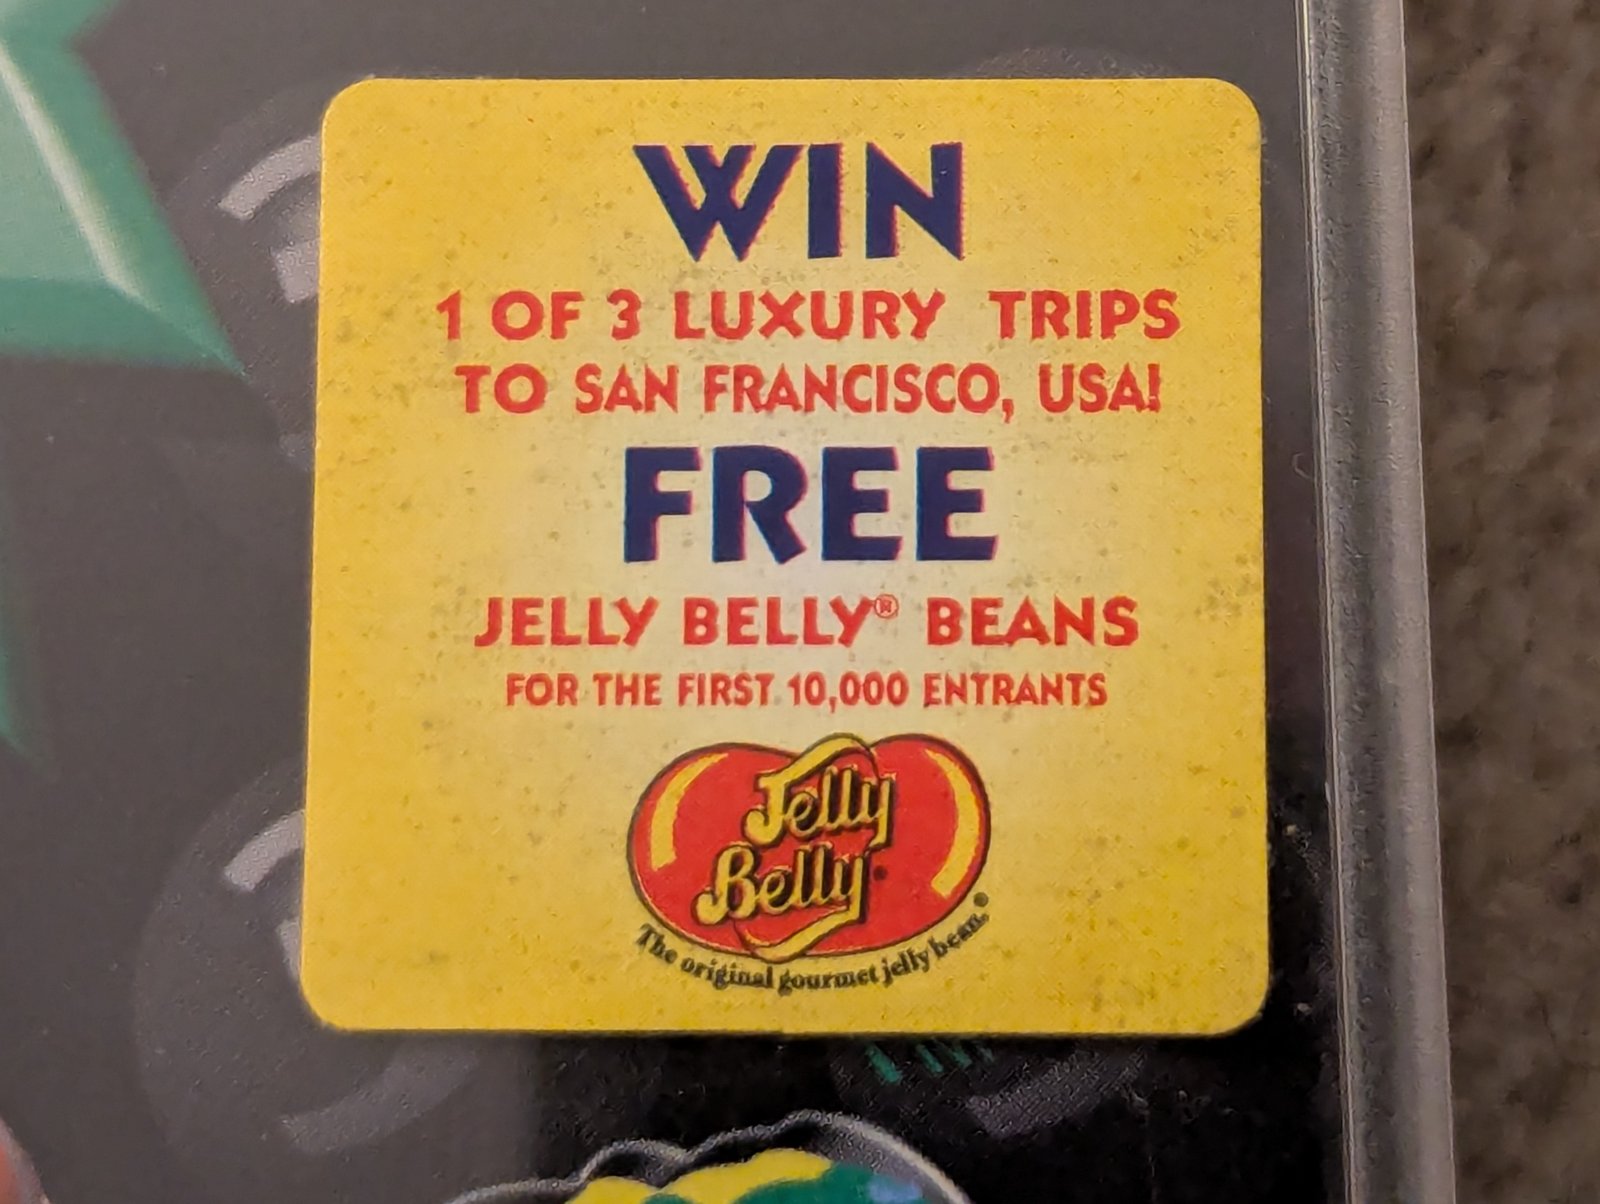 WIN
1 OF 3 LUXURY TRIPS
TO SAN FRANCISCO, USA!
FREE
JELLY BELLY® BEANS
FOR THE FIRST 10,000 ENTRANTS
Jelly
Belly®
The original gourmet jelly bean.®